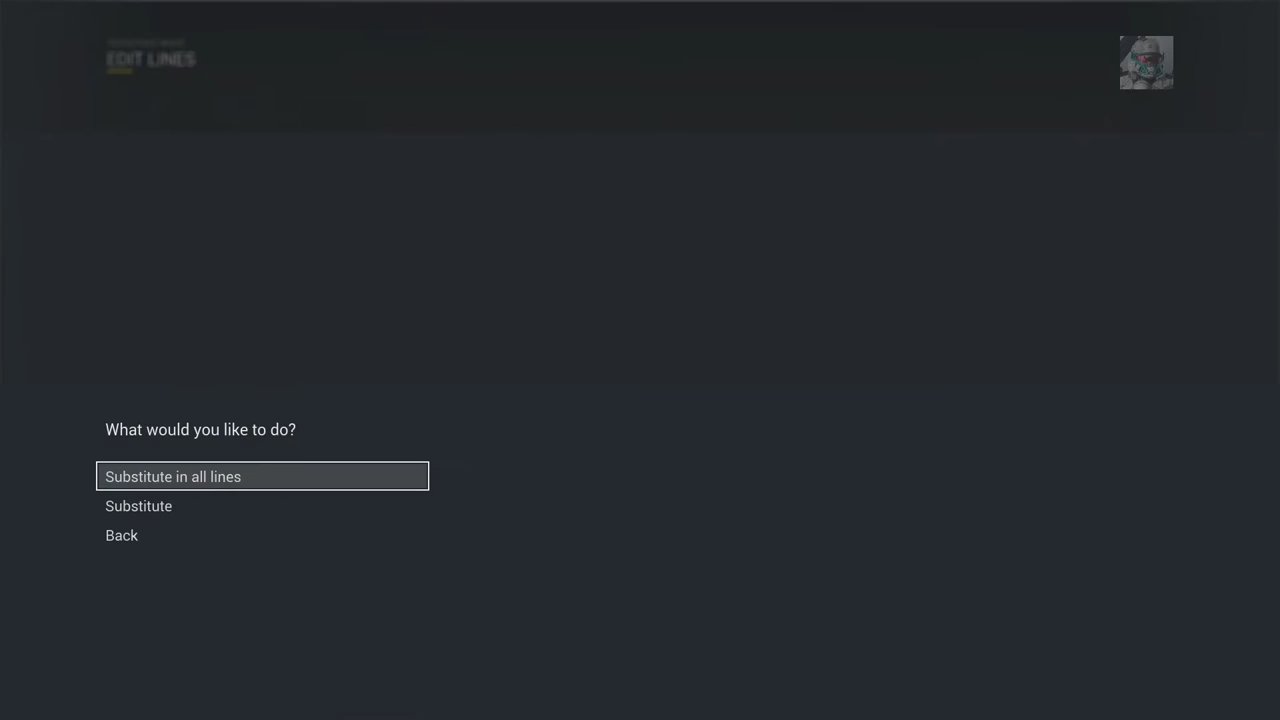 EDIT LINES
What would you like to do?
Substitute in all lines
Substitute
Back